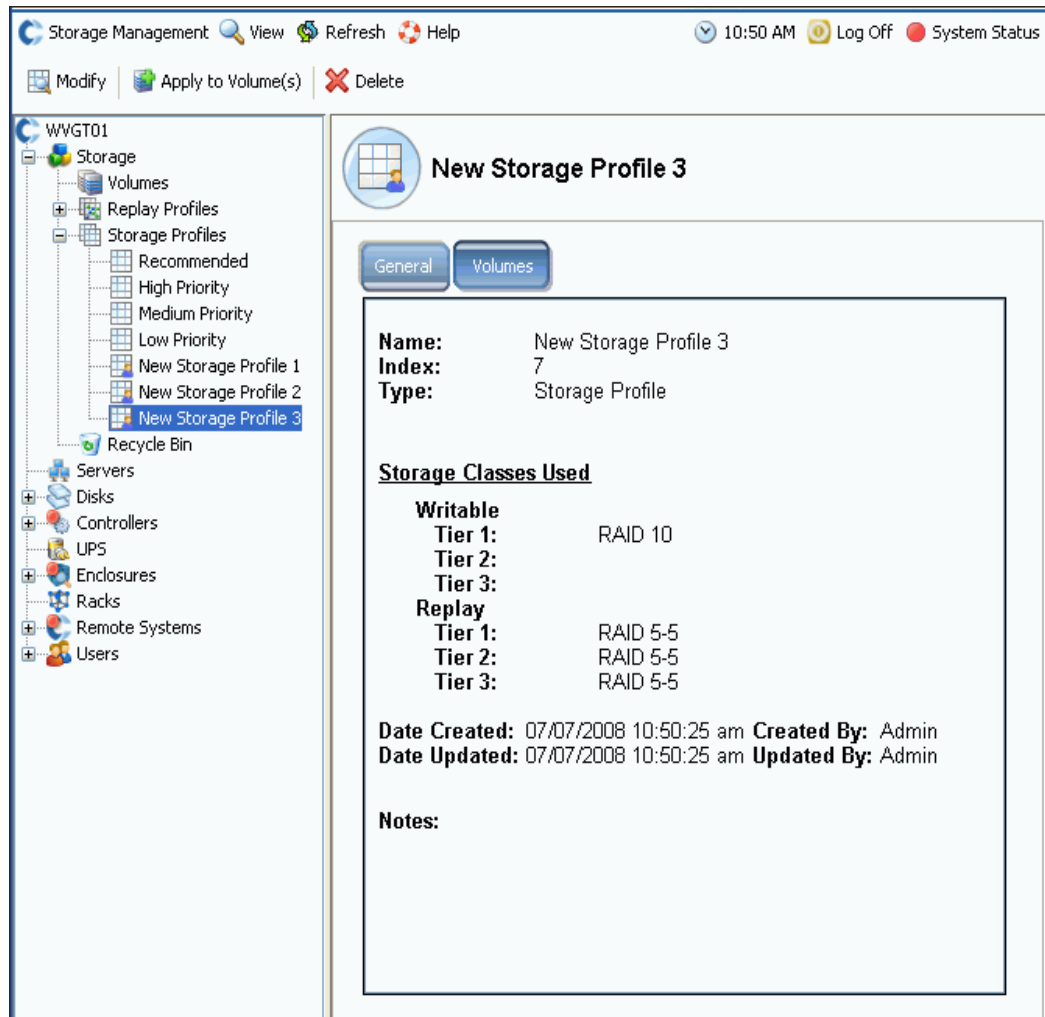 Storage Management View Refresh Help 10:50 AM Log Off System Status
Modify Apply to Volume(s) Delete
WVGT01
Storage
Volumes
Replay Profiles
Storage Profiles
Recommended
High Priority
Medium Priority
Low Priority
New Storage Profile 1
New Storage Profile 2
New Storage Profile 3
Recycle Bin
Servers
Disks
Controllers
UPS
Enclosures
Racks
Remote Systems
Users
New Storage Profile 3
General Volumes
Name: New Storage Profile 3
Index: 7
Type: Storage Profile
Storage Classes Used
Writable
Tier 1: RAID 10
Tier 2:
Tier 3:
Replay
Tier 1: RAID 5-5
Tier 2: RAID 5-5
Tier 3: RAID 5-5
Date Created: 07/07/2008 10:50:25 am Created By: Admin
Date Updated: 07/07/2008 10:50:25 am Updated By: Admin
Notes: